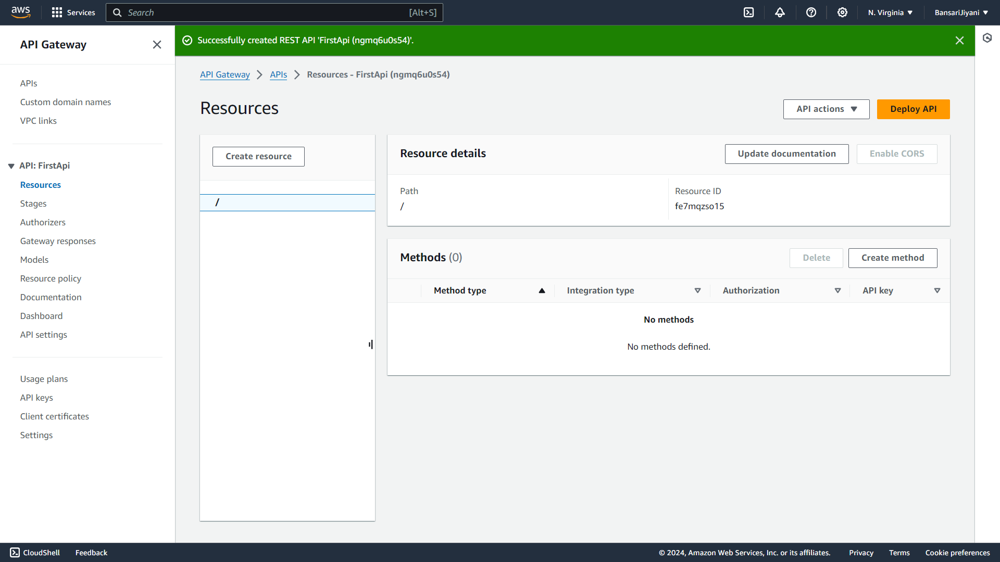 aws
Services
Search
[Alt+S]
N. Virginia
BansariJiyani
API Gateway
Successfully created REST API 'FirstApi (ngmq6u0s54)'.
APIs
Custom domain names
VPC links
API: FirstApi
Resources
Stages
Authorizers
Gateway responses
Models
Resource policy
Documentation
Dashboard
API settings
Usage plans
API keys
Client certificates
Settings
API Gateway
APIs
Resources - FirstApi (ngmq6u0s54)
Resources
API actions
Deploy API
Create resource
/
Resource details
Update documentation
Enable CORS
Path
/
Resource ID
fe7mqzso15
Methods (0)
Delete
Create method
Method type
Integration type
Authorization
API key
No methods
No methods defined.
CloudShell
Feedback
© 2024, Amazon Web Services, Inc. or its affiliates.
Privacy
Terms
Cookie preferences